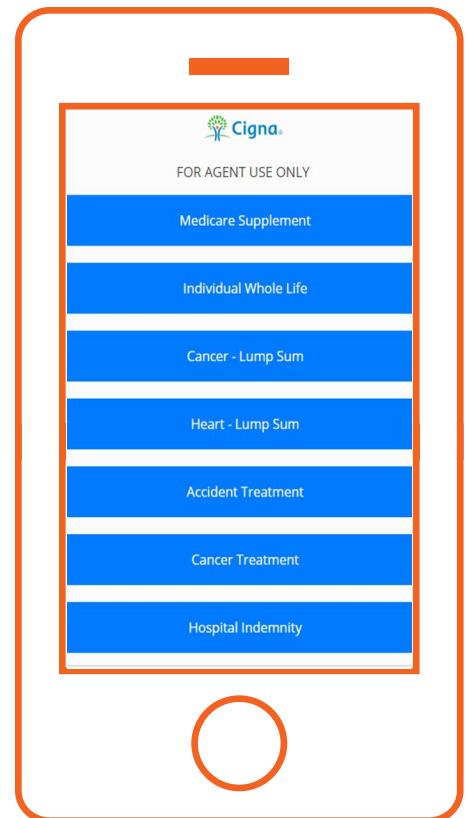 Cigna®
FOR AGENT USE ONLY
Medicare Supplement
Individual Whole Life
Cancer - Lump Sum
Heart - Lump Sum
Accident Treatment
Cancer Treatment
Hospital Indemnity